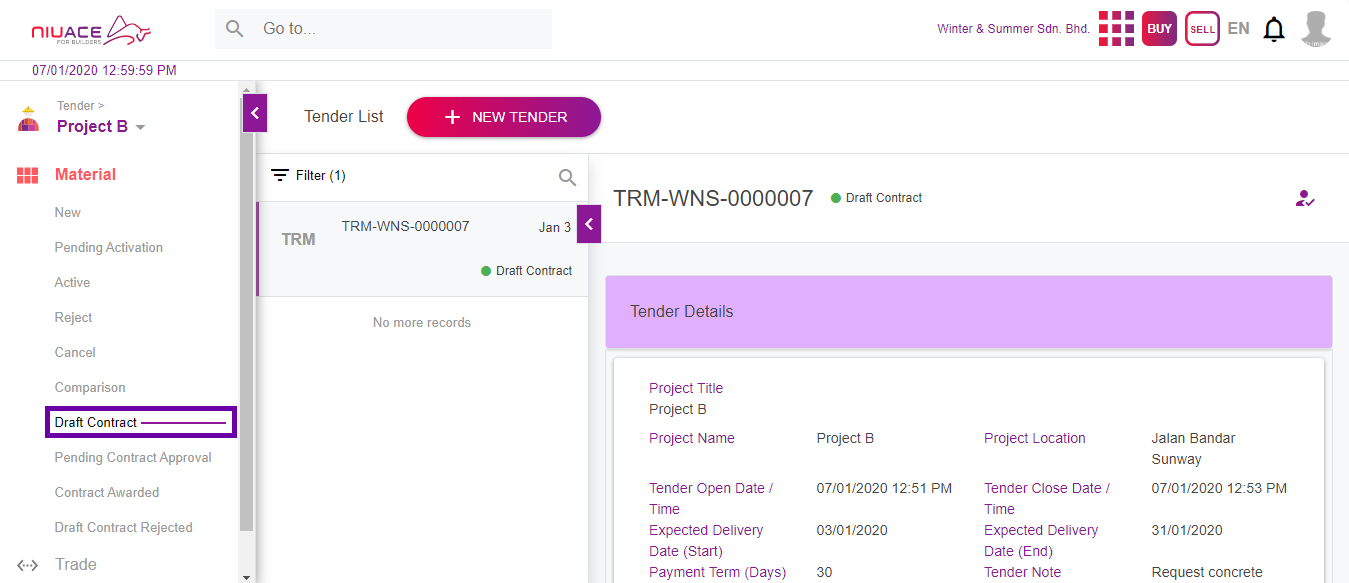 NIUACE
FOR BUILDERS
Go to...
Winter & Summer Sdn. Bhd.
BUY
SELL
EN
07/01/2020 12:59:59 PM
Tender >
Project B
Material
New
Pending Activation
Active
Reject
Cancel
Comparison
Draft Contract
Pending Contract Approval
Contract Awarded
Draft Contract Rejected
Trade
Tender List
+ NEW TENDER
Filter (1)
TRM
TRM-WNS-0000007
Jan 3
Draft Contract
No more records
TRM-WNS-0000007
Draft Contract
Tender Details
Project Title
Project B
Project Name
Project B
Project Location
Jalan Bandar
Sunway
Tender Open Date /
Time
07/01/2020 12:51 PM
Tender Close Date /
Time
07/01/2020 12:53 PM
Expected Delivery
Date (Start)
03/01/2020
Expected Delivery
Date (End)
31/01/2020
Payment Term (Days)
30
Tender Note
Request concrete